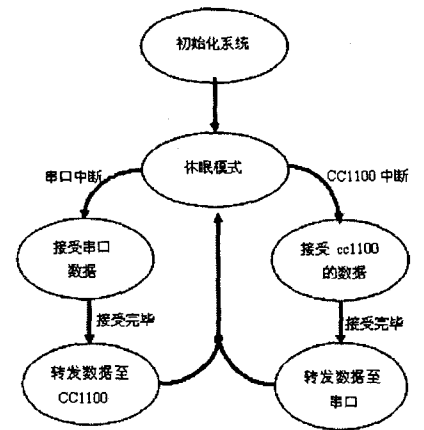 初始化系统
休眠模式
串口中断
CC1100 中断
接受串口
数据
接受 cc1100
的数据
接受完毕
接受完毕
转发数据至
CC1100
转发数据至
串口